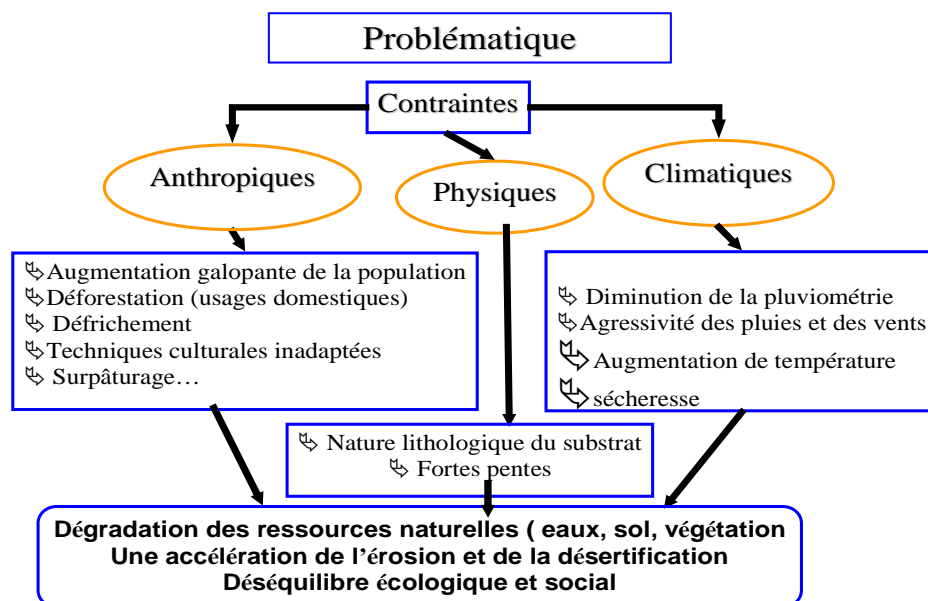 Problématique
Contraintes
Anthropiques
Physiques
Climatiques
Augmentation galopante de la population
Déforestation (usages domestiques)
Défrichement
Techniques culturales inadaptées
Surpâturage…
Diminution de la pluviométrie
Agressivité des pluies et des vents
Augmentation de température
sécheresse
Nature lithologique du substrat
Fortes pentes
Dégradation des ressources naturelles ( eaux, sol, végétation
Une accélération de l'érosion et de la désertification
Déséquilibre écologique et social